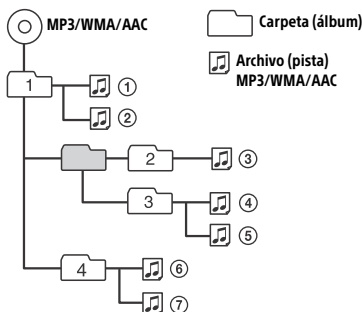 MP3/WMA/AAC
Carpeta (álbum)
Archivo (pista)
MP3/WMA/AAC
1
①
②
2
③
3
④
⑤
4
⑥
⑦